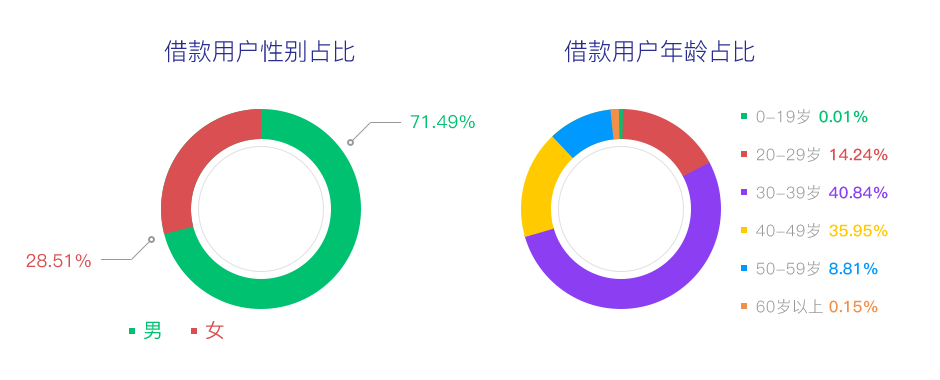 借款用户性别占比
71.49%
28.51%
男
女
借款用户年龄占比
0-19岁 0.01%
20-29岁 14.24%
30-39岁 40.84%
40-49岁 35.95%
50-59岁 8.81%
60岁以上 0.15%